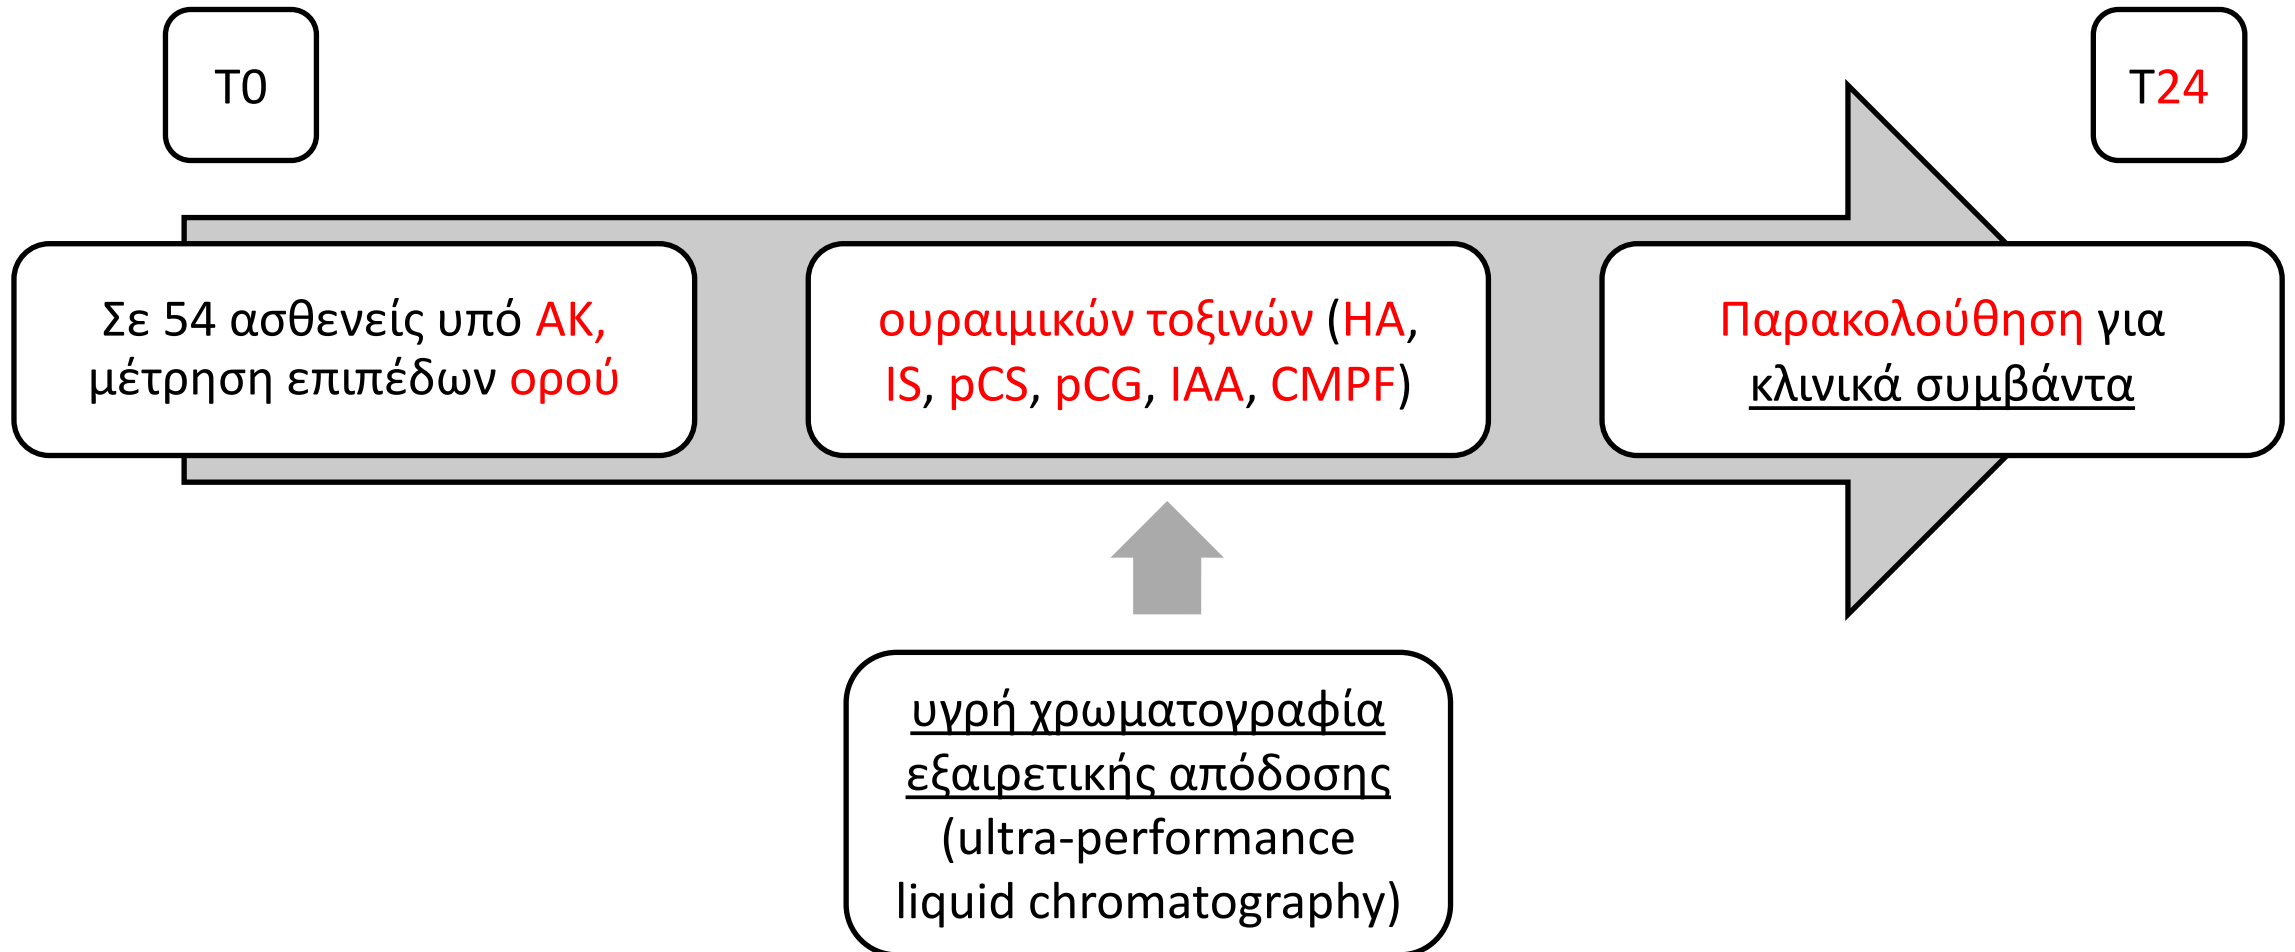 T0
T24
Σε 54 ασθενείς υπό ΑΚ,
μέτρηση επιπέδων ορού
ουραιμικών τοξινών (HA,
IS, pCS, pCG, IAA, CMPF)
Παρακολούθηση για
κλινικά συμβάντα
υγρή χρωματογραφία
εξαιρετικής απόδοσης
(ultra-performance
liquid chromatography)